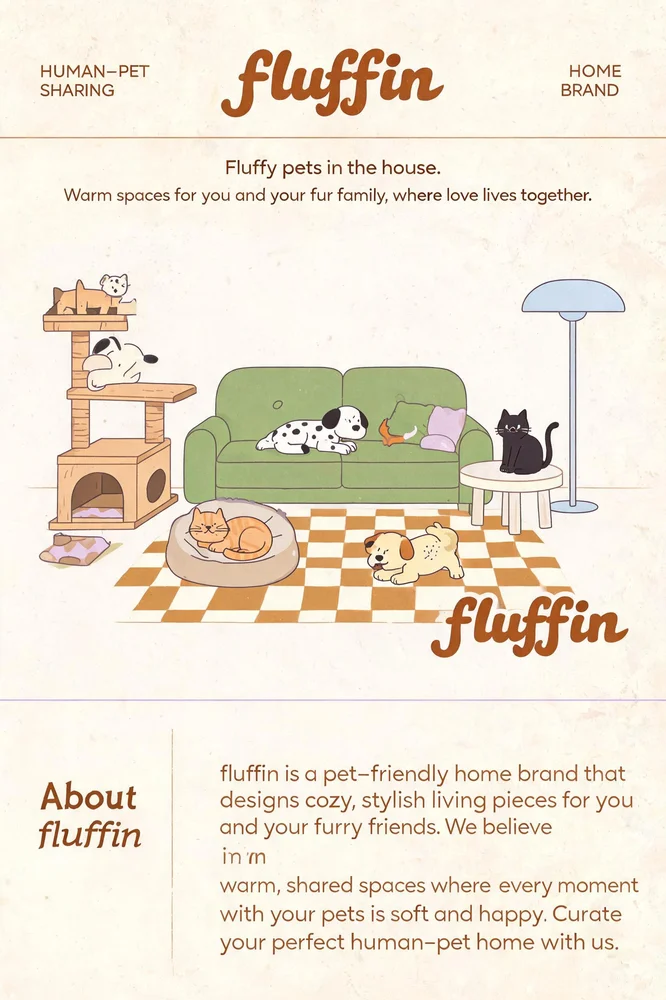 HUMAN–PET
SHARING
fluffin
HOME
BRAND
Fluffy pets in the house.
Warm spaces for you and your fur family, where love lives together.
fluffin
About
fluffin
fluffin is a pet–friendly home brand that
designs cozy, stylish living pieces for you
and your furry friends. We believe
in
warm, shared spaces where every moment
with your pets is soft and happy. Curate
your perfect human–pet home with us.